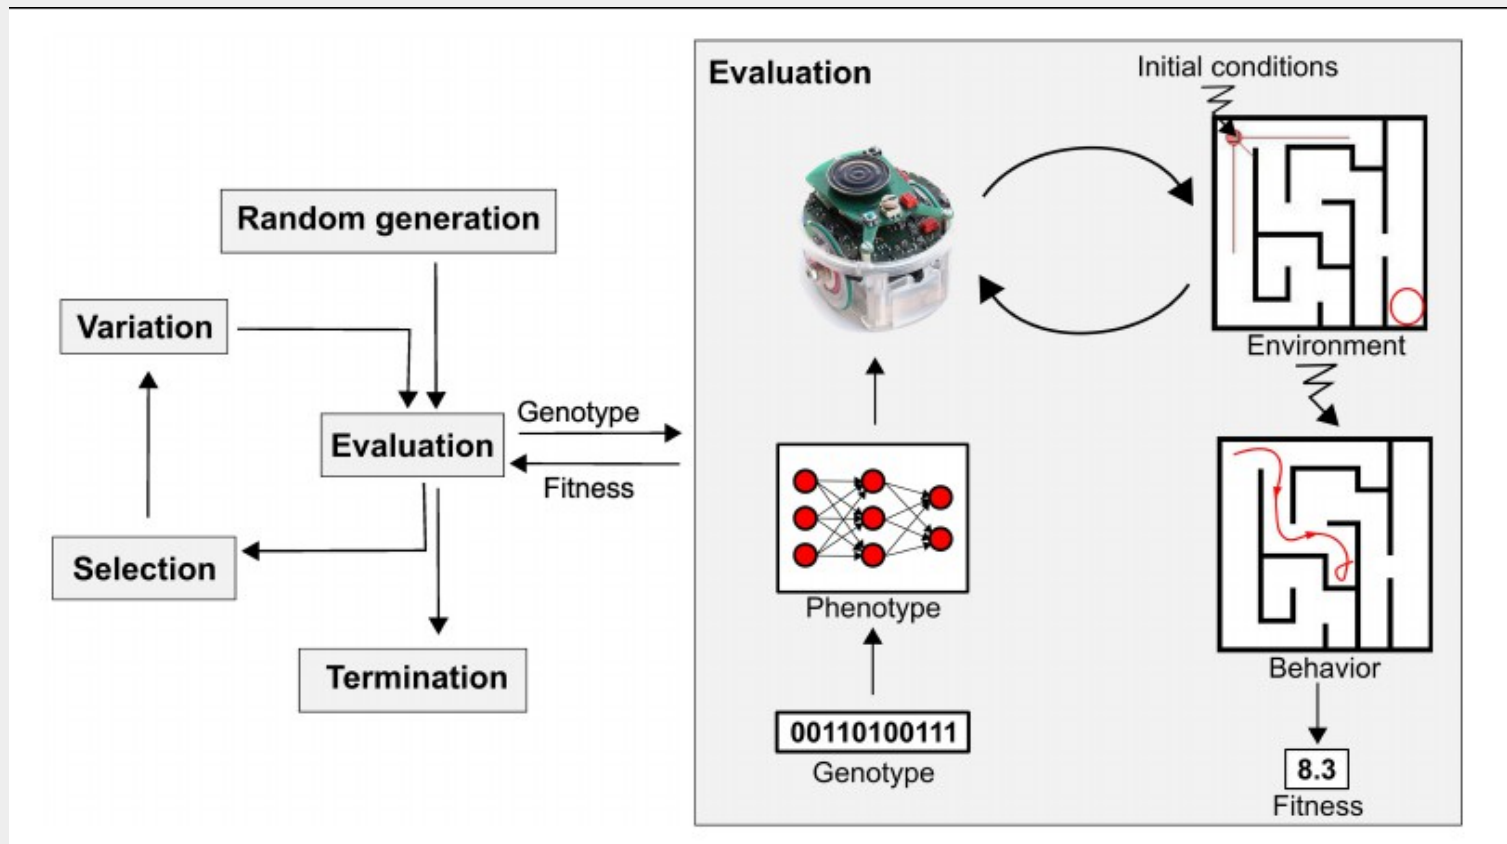 Random generation
Variation
Evaluation
Selection
Termination
Genotype
Fitness
Evaluation
Initial conditions
Environment
Phenotype
Behavior
00110100111
Genotype
8.3
Fitness